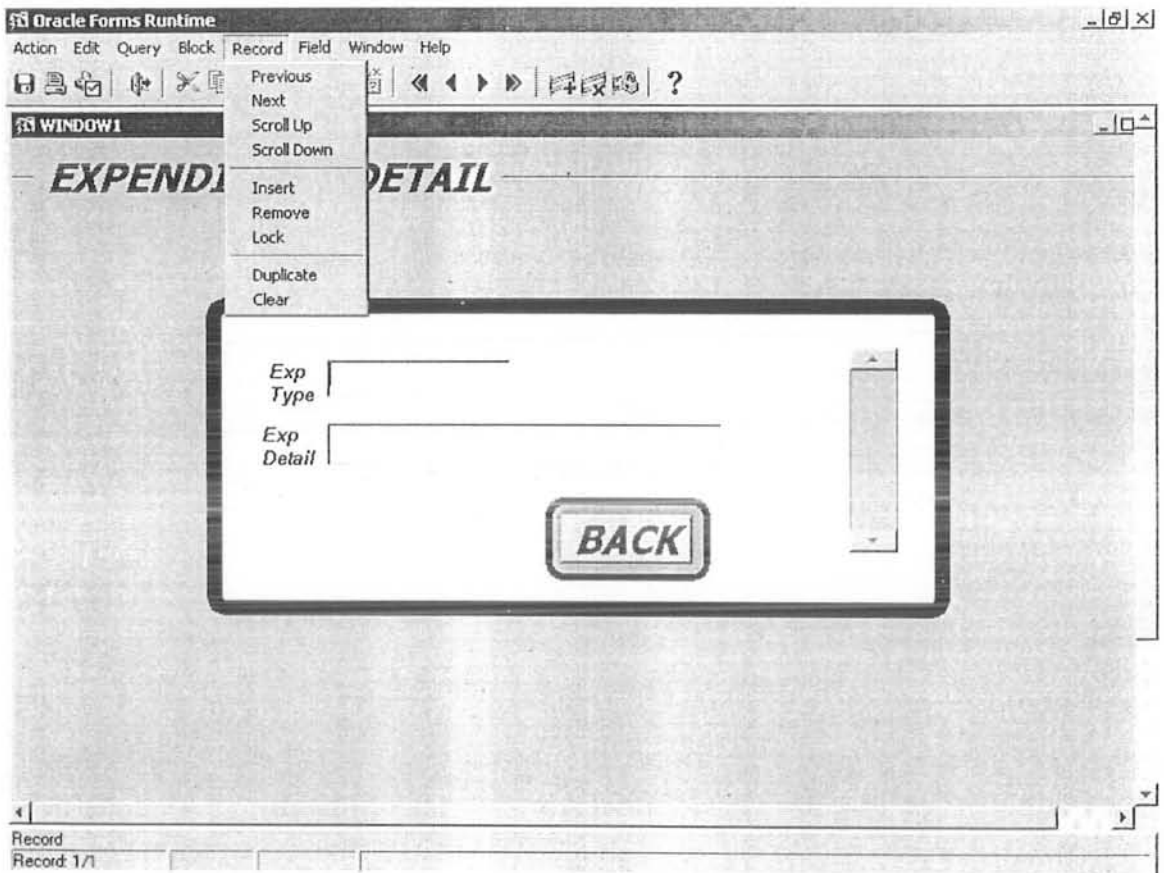 Oracle Forms Runtime
Action Edit Query Block Record Field Window Help
?
Previous
Next
Scroll Up
Scroll Down
Insert
Remove
Lock
Duplicate
Clear
WINDOW1
EXPENDI DETAIL
Exp
Type
Exp
Detail
BACK
Record
Record: 1/1